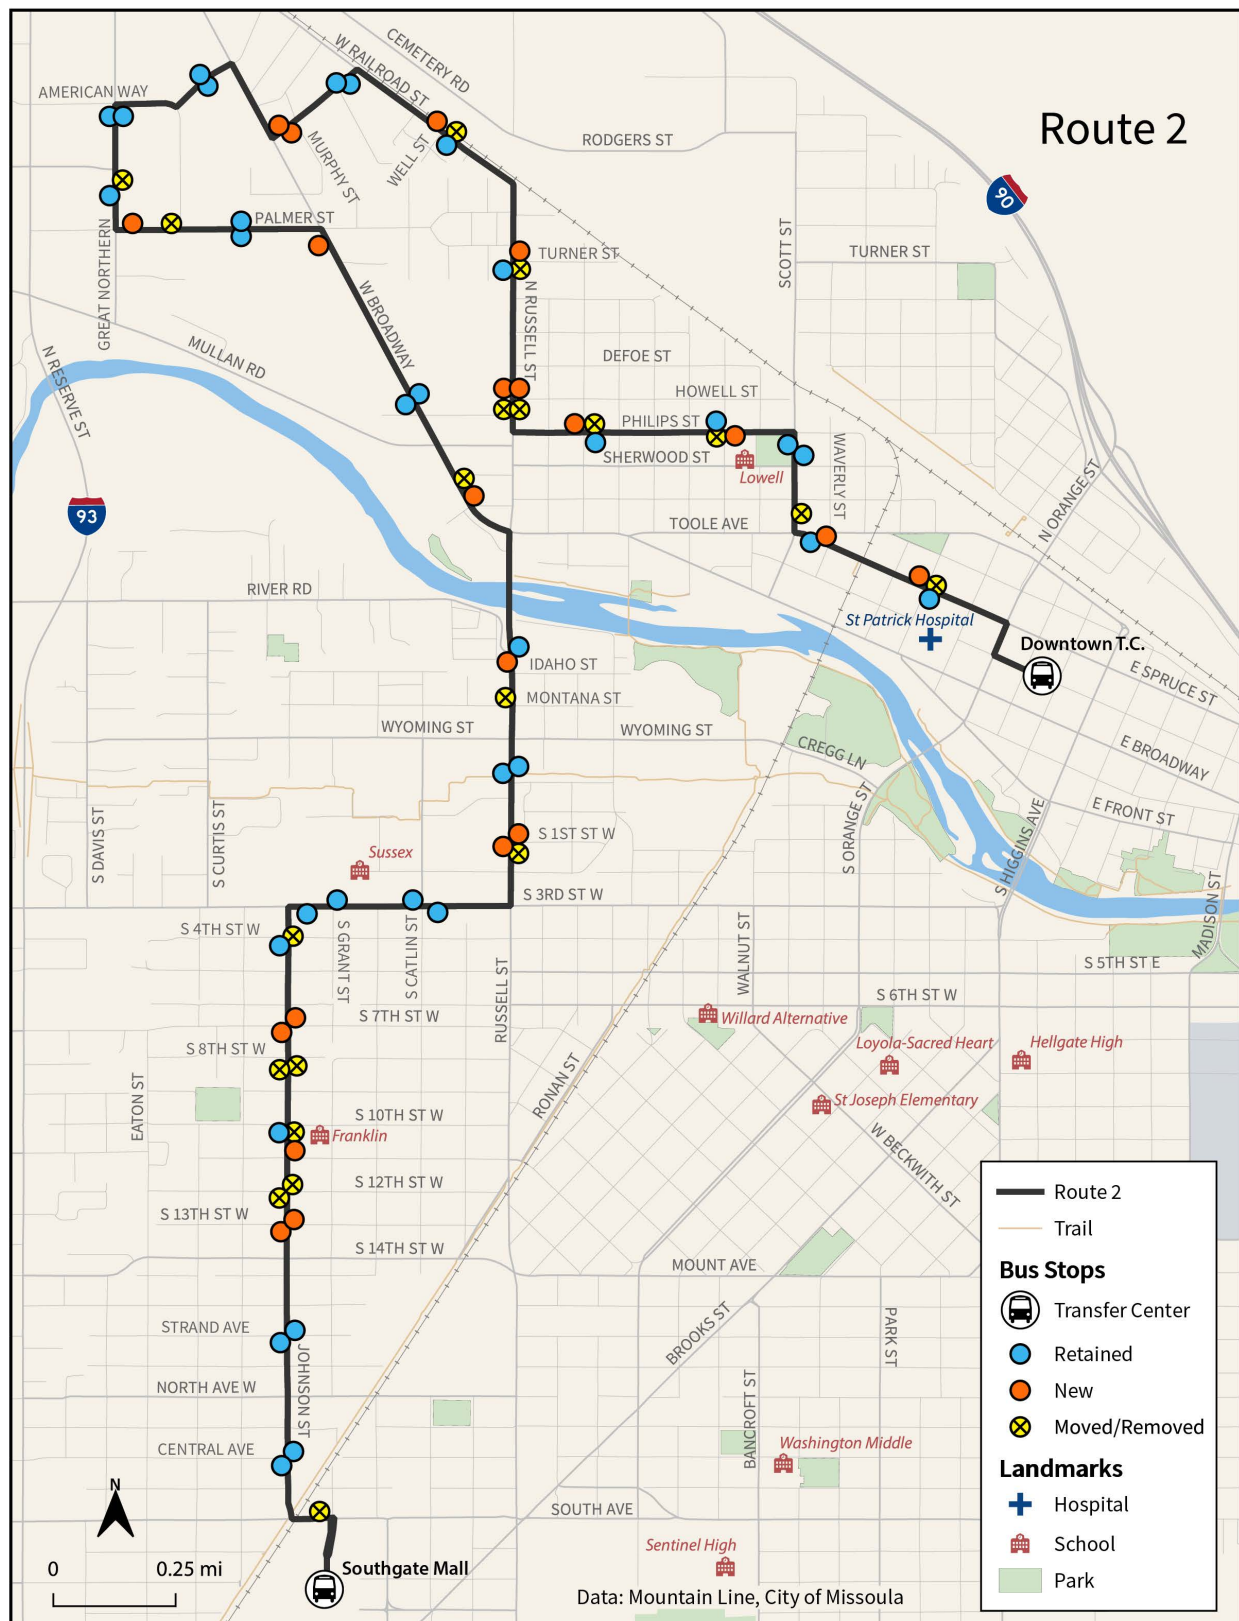 Route 2
CEMETERY RD
W RAILROAD ST
AMERICAN WAY
RODGERS ST
MURPHY ST
WELL ST
90
PALMER ST
GREAT NORTHERN
TURNER ST
SCOTT ST
TURNER ST
N RUSSELL ST
W BROADWAY
MULLAN RD
N RESERVE ST
DEFOE ST
HOWELL ST
PHILIPS ST
SHERWOOD ST
WAVERLY ST
Lowell
N ORANGE ST
93
TOOLE AVE
RIVER RD
St Patrick Hospital
Downtown T.C.
IDAHO ST
E SPRUCE ST
MONTANA ST
WYOMING ST
WYOMING ST
CREGG LN
E BROADWAY
E FRONT ST
S DAVIS ST
S CURTIS ST
S 1ST ST W
S ORANGE ST
S HIGGINS AVE
Sussex
S 3RD ST W
MADISON ST
S 4TH ST W
S GRANT ST
S CATLIN ST
WALNUT ST
S 5TH ST E
RUSSELL ST
S 6TH ST W
S 7TH ST W
Willard Alternative
S 8TH ST W
Loyola-Sacred Heart
Hellgate High
EATON ST
RONAN ST
St Joseph Elementary
S 10TH ST W
Franklin
W BECKWITH ST
S 12TH ST W
S 13TH ST W
S 14TH ST W
MOUNT AVE
STRAND AVE
JOHNSON ST
BROOKS ST
PARK ST
NORTH AVE W
BANCROFT ST
CENTRAL AVE
Washington Middle
SOUTH AVE
Sentinel High
Southgate Mall
N
0 0.25 mi
Data: Mountain Line, City of Missoula
Route 2
Trail
Bus Stops
Transfer Center
Retained
New
Moved/Removed
Landmarks
Hospital
School
Park